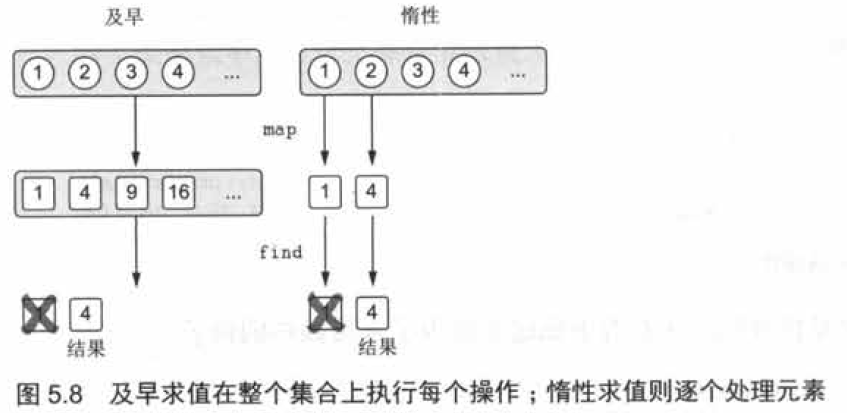 及早 惰性
1 2 3 4 ... 1 2 3 4 ...
map
1 4 9 16 ... 1 4
find
4 4
结果 结果
图 5.8 及早求值在整个集合上执行每个操作；惰性求值则逐个处理元素